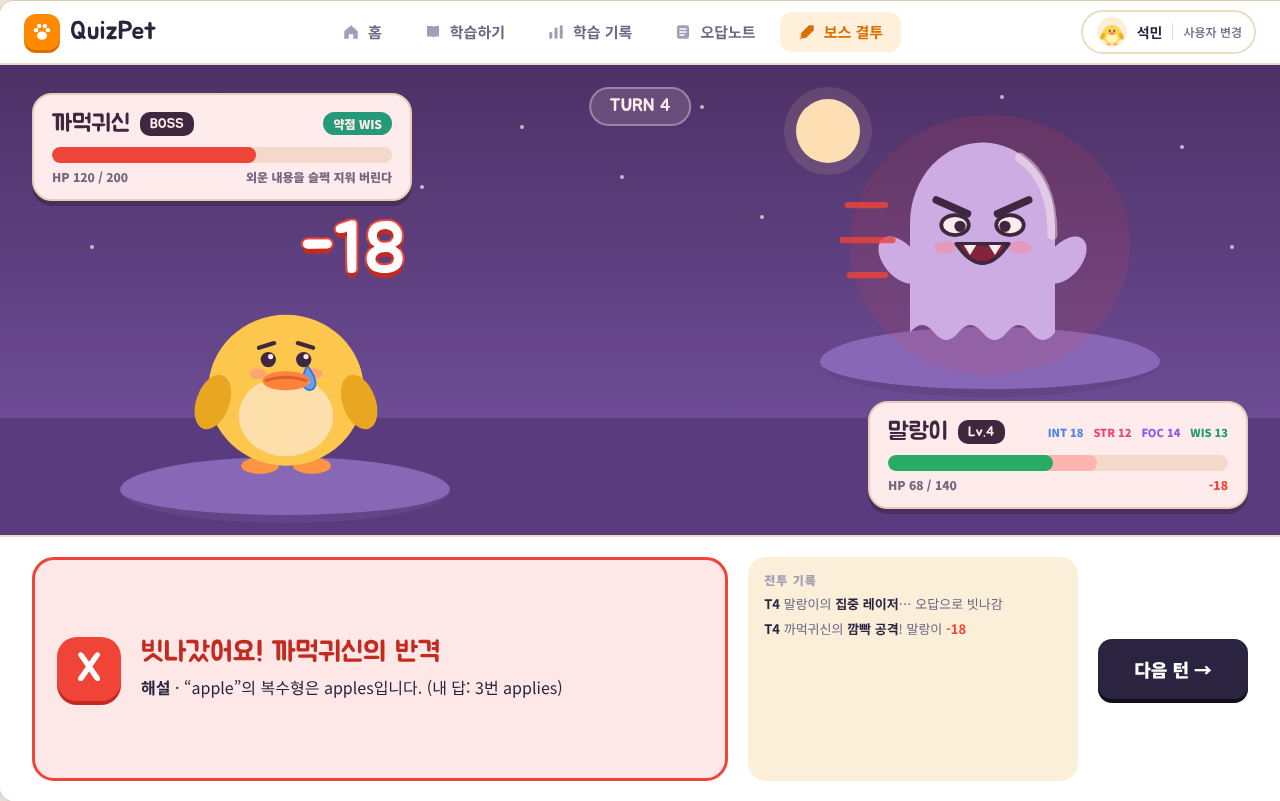 QuizPet
홈
학습하기
학습 기록
오답노트
보스 결투
석민
사용자 변경
까먹귀신 BOSS 약점 WIS
HP 120 / 200 외운 내용을 슬쩍 지워 버린다
TURN 4
-18
말랑이 Lv.4 INT 18 STR 12 FOC 14 WIS 13
HP 68 / 140 -18
X
빗나갔어요! 까먹귀신의 반격
해설 · “apple”의 복수형은 apples입니다. (내 답: 3번 applies)
전투 기록
T4 말랑이의 집중 레이저… 오답으로 빗나감
T4 까먹귀신의 깜빡 공격! 말랑이 -18
다음 턴 →